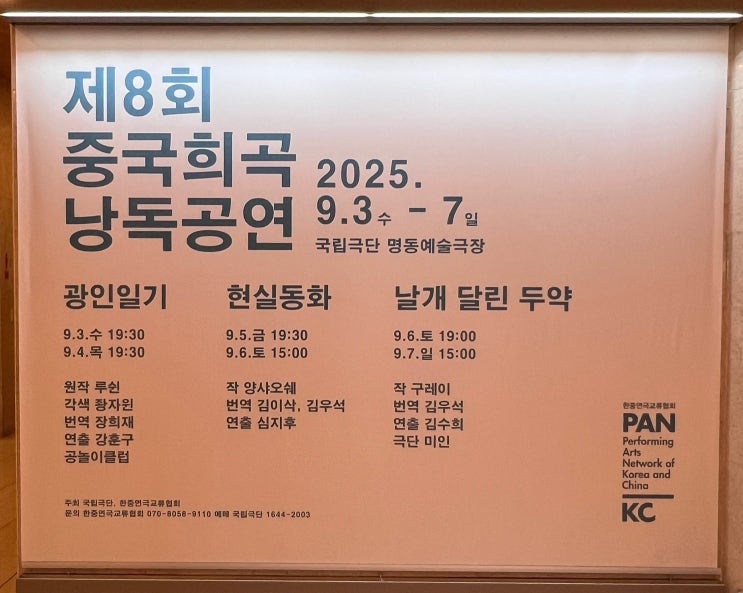 제8회
중국희곡
낭독공연
2025.
9.3수 - 7일
국립극단 명동예술극장
광인일기
9.3.수 19:30
9.4.목 19:30
원작 루쉰
각색 좡자윈
번역 장희재
연출 강훈구
공놀이클럽
현실동화
9.5.금 19:30
9.6.토 15:00
작 양샤오쉐
번역 김이삭, 김우석
연출 심지후
날개 달린 두약
9.6.토 19:00
9.7.일 15:00
작 구레이
번역 김우석
연출 김수희
극단 미인
주최 국립극단, 한중연극교류협회
문의 한중연극교류협회 070-8058-9110 예매 국립극단 1644-2003
한중연극교류협회
PAN
Performing
Arts
Network of
Korea and
China
KC